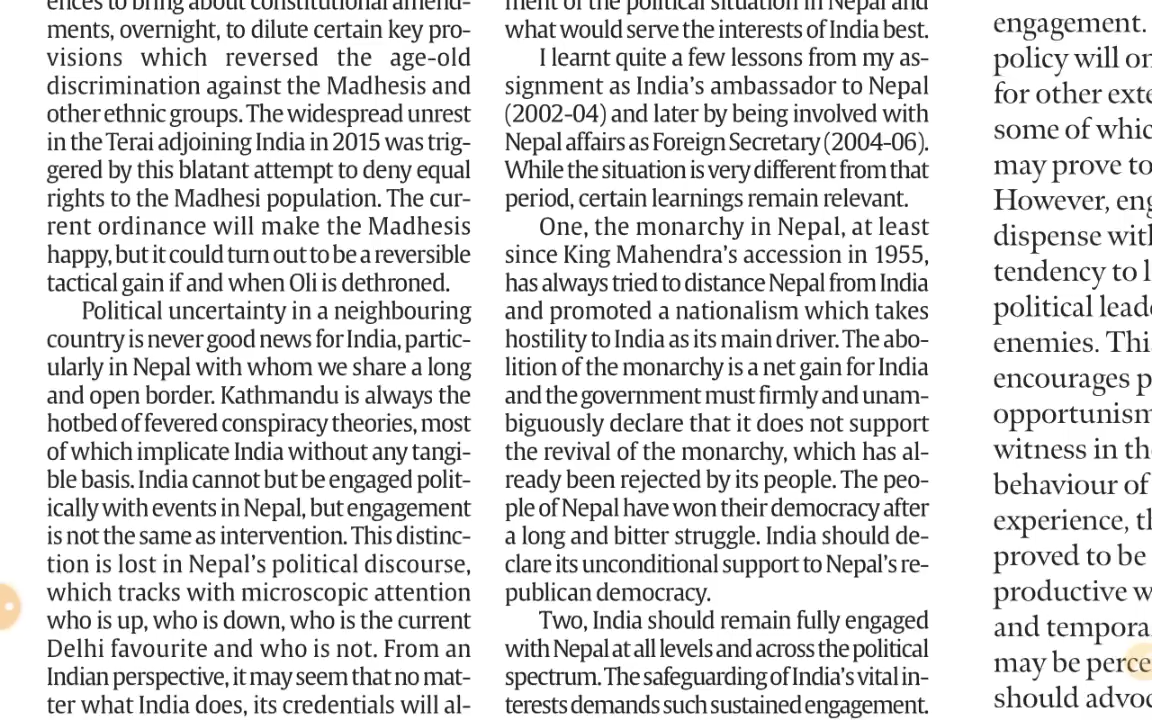 ences to bring about constitutional amend-
ments, overnight, to dilute certain key pro-
visions which reversed the age-old
discrimination against the Madhesis and
other ethnic groups. The widespread unrest
in the Terai adjoining India in 2015 was trig-
gered by this blatant attempt to deny equal
rights to the Madhesi population. The cur-
rent ordinance will make the Madhesis
happy, but it could turn out to be a reversible
tactical gain if and when Oli is dethroned.
Political uncertainty in a neighbouring
country is never good news for India, partic-
ularly in Nepal with whom we share a long
and open border. Kathmandu is always the
hotbed of fevered conspiracy theories, most
of which implicate India without any tangi-
ble basis. India cannot but be engaged polit-
ically with events in Nepal, but engagement
is not the same as intervention. This distinc-
tion is lost in Nepal's political discourse,
which tracks with microscopic attention
who is up, who is down, who is the current
Delhi favourite and who is not. From an
Indian perspective, it may seem that no mat-
ter what India does, its credentials will al-
ment of the political situation in Nepal and
what would serve the interests of India best.
I learnt quite a few lessons from my as-
signment as India's ambassador to Nepal
(2002-04) and later by being involved with
Nepal affairs as Foreign Secretary (2004-06).
While the situation is very different from that
period, certain learnings remain relevant.
One, the monarchy in Nepal, at least
since King Mahendra's accession in 1955,
has always tried to distance Nepal from India
and promoted a nationalism which takes
hostility to India as its main driver. The abo-
lition of the monarchy is a net gain for India
and the government must firmly and unam-
biguously declare that it does not support
the revival of the monarchy, which has al-
ready been rejected by its people. The peo-
ple of Nepal have won their democracy after
a long and bitter struggle. India should de-
clare its unconditional support to Nepal's re-
publican democracy.
Two, India should remain fully engaged
with Nepal at all levels and across the political
spectrum. The safeguarding of India's vital in-
terests demands such sustained engagement.
engagement.
policy will
for other
some of
may prove to
However,
dispense
tendency to
political
enemies.
encourages
opportunism
witness in
behaviour of
experience,
proved to be
productive
and
may be
should